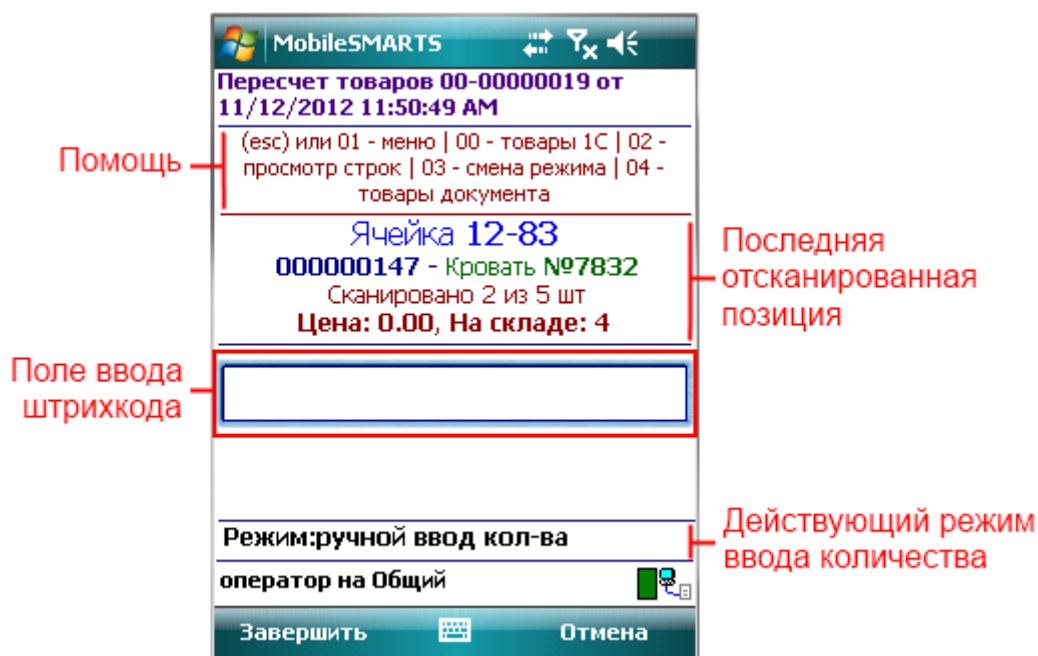 MobileSMARTS
Пересчет товаров 00-00000019 от
11/12/2012 11:50:49 AM
Помощь
(esc) или 01 - меню | 00 - товары 1С | 02 -
просмотр строк | 03 - смена режима | 04 -
товары документа
Ячейка 12-83
000000147 - Кровать №7832
Сканировано 2 из 5 шт
Цена: 0.00, На складе: 4
Последняя
отсканированная
позиция
Поле ввода
штрихкода
Режим:ручной ввод кол-ва
Действующий режим
ввода количества
оператор на Общий
Завершить
Отмена